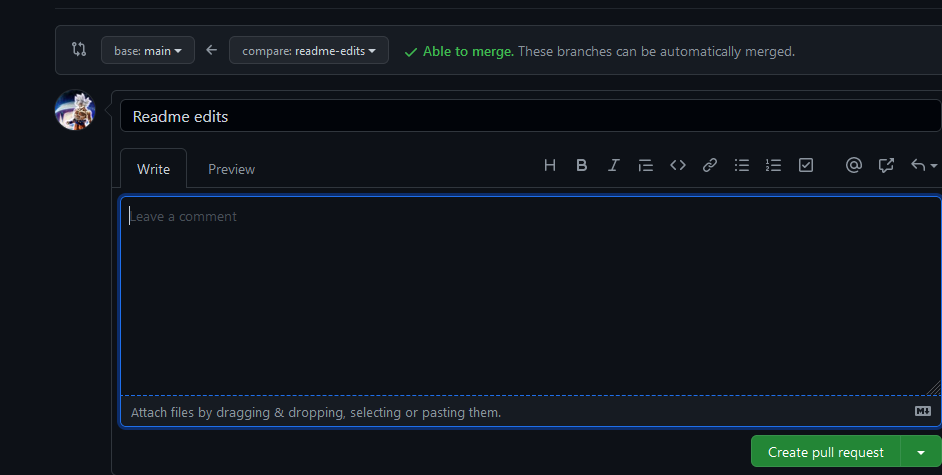 base: main compare: readme-edits Able to merge. These branches can be automatically merged.
Readme edits
Write Preview
Leave a comment
Attach files by dragging & dropping, selecting or pasting them.
Create pull request